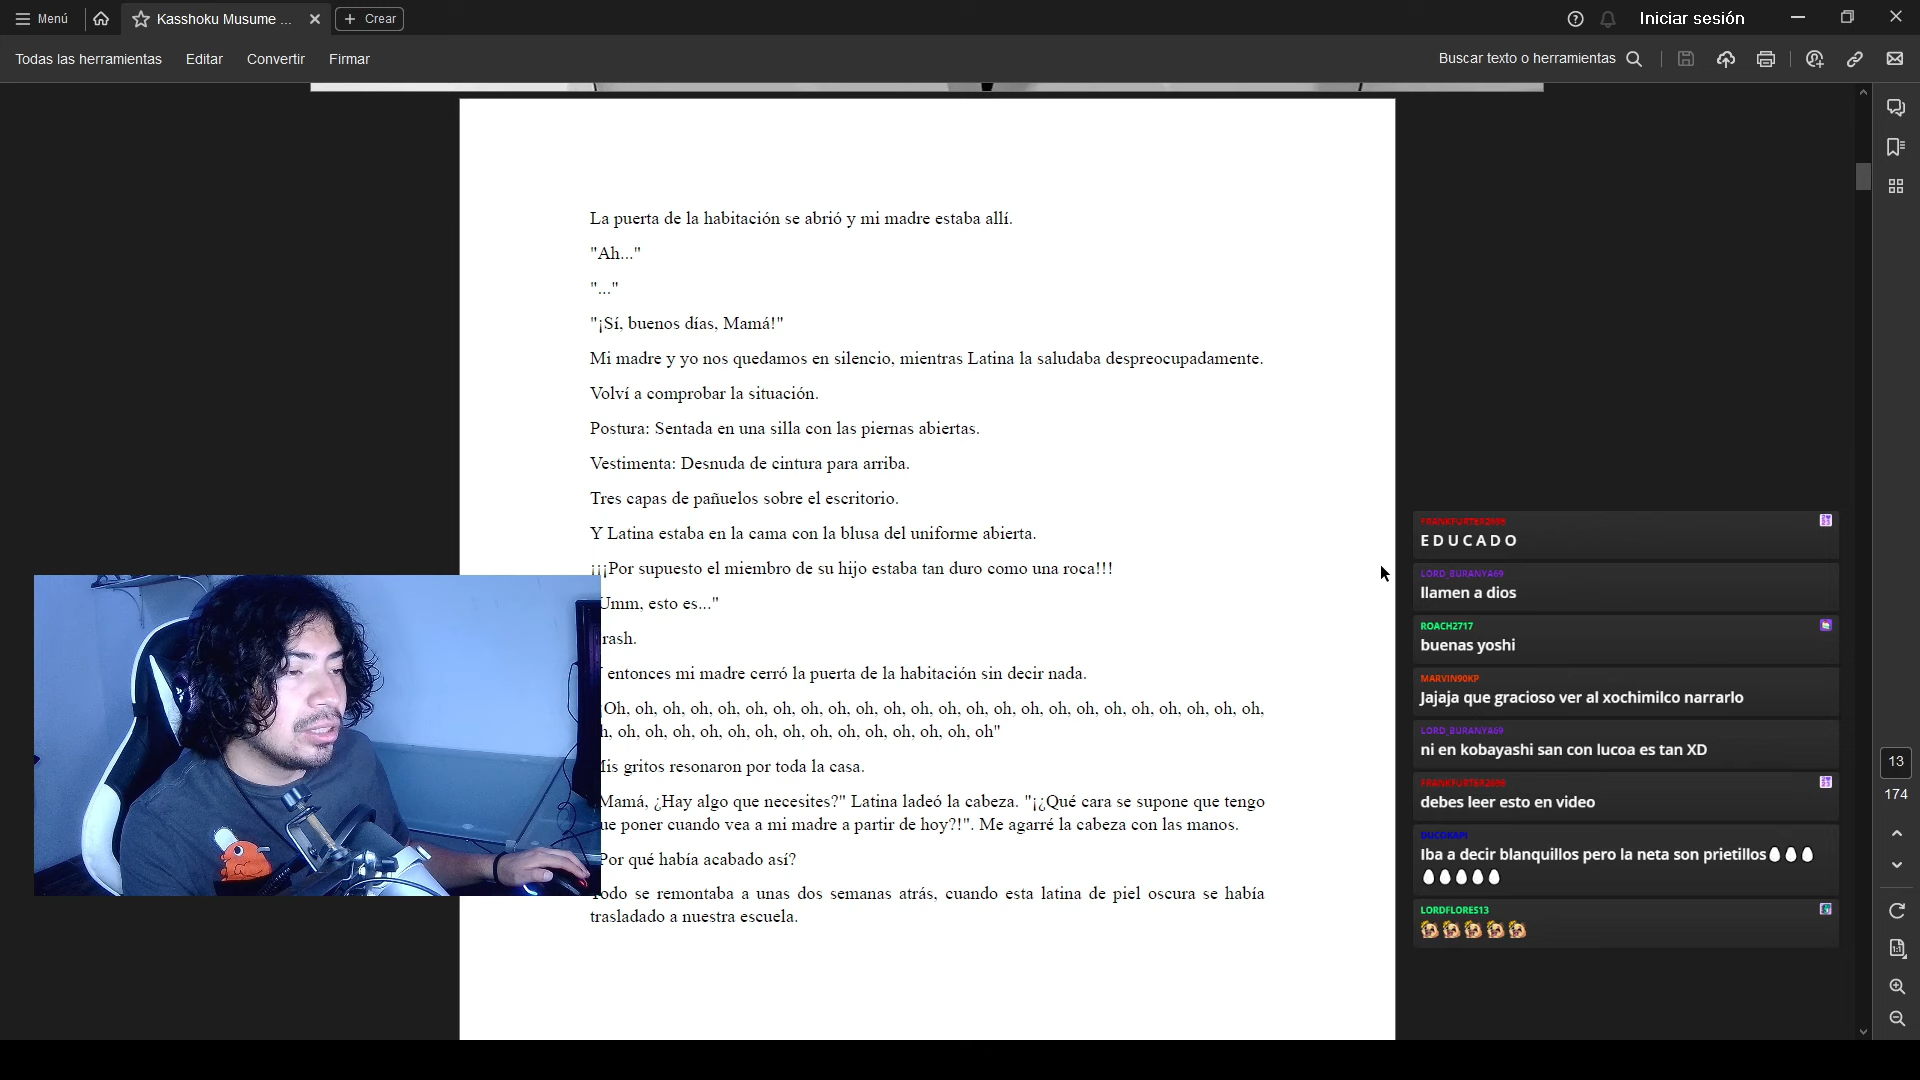 Menú
Kasshoku Musume ...
Crear
Iniciar sesión
Todas las herramientas
Editar
Convertir
Firmar
Buscar texto o herramientas
La puerta de la habitación se abrió y mi madre estaba allí.
"Ah..."
"..."
"¡Sí, buenos días, Mamá!"
Mi madre y yo nos quedamos en silencio, mientras Latina la saludaba despreocupadamente.
Volví a comprobar la situación.
Postura: Sentada en una silla con las piernas abiertas.
Vestimenta: Desnuda de cintura para arriba.
Tres capas de pañuelos sobre el escritorio.
Y Latina estaba en la cama con la blusa del uniforme abierta.
¡¡¡Por supuesto el miembro de su hijo estaba tan duro como una roca!!!
Umm, esto es..."
rash.
entonces mi madre cerró la puerta de la habitación sin decir nada.
Oh, oh, oh, oh, oh, oh, oh, oh, oh, oh, oh, oh, oh, oh, oh, oh, oh, oh, oh, oh, oh, oh, oh, oh,
h, oh, oh, oh, oh, oh, oh, oh, oh, oh, oh, oh, oh, oh, oh"
is gritos resonaron por toda la casa.
Mamá, ¿Hay algo que necesites?" Latina ladeó la cabeza. "¡¿Qué cara se supone que tengo
ue poner cuando vea a mi madre a partir de hoy?!". Me agarré la cabeza con las manos.
Por qué había acabado así?
odo se remontaba a unas dos semanas atrás, cuando esta latina de piel oscura se había
trasladado a nuestra escuela.
FRANKFURTER2698
E D U C A D O
LORD_BURANYA69
llamen a dios
ROACH2717
buenas yoshi
MARVIN90KP
Jajaja que gracioso ver al xochimilco narrarlo
LORD_BURANYA69
ni en kobayashi san con lucoa es tan XD
debes leer esto en video
Iba a decir blanquillos pero la neta son prietillos
LORDFLORES13
13
174